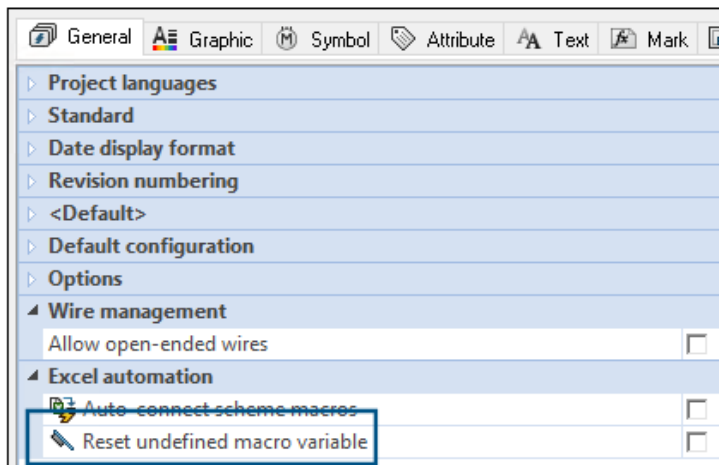 General Graphic Symbol Attribute Text Mark
Project languages
Standard
Date display format
Revision numbering
<Default>
Default configuration
Options
Wire management
Allow open-ended wires
Excel automation
Auto-connect scheme macros
Reset undefined macro variable